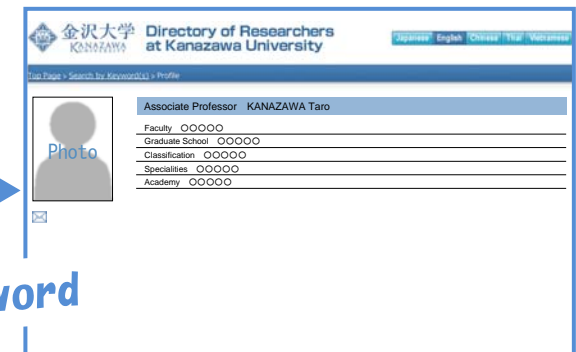 金沢大学
KANAZAWA
Directory of Researchers
at Kanazawa University
Japanese English Chinese Thai Vietnamese
Top Page > Search by Keyword(s) > Profile
Associate Professor KANAZAWA Taro
Faculty ○○○○○
Graduate School ○○○○○
Photo
Classification ○○○○○
Specialities ○○○○○
Academy ○○○○○